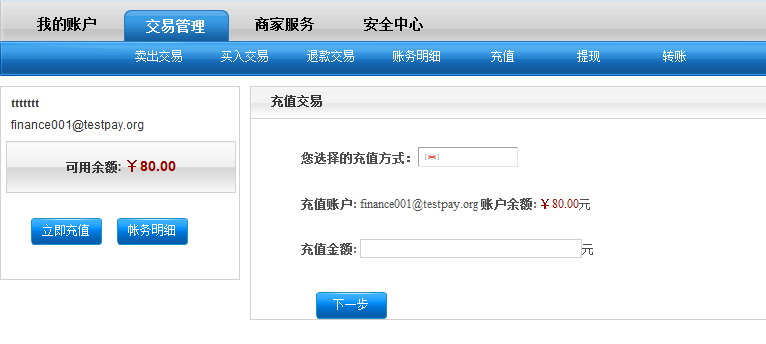 我的账户 交易管理 商家服务 安全中心
卖出交易 买入交易 退款交易 账务明细 充值 提现 转账
ttttttt
finance001@testpay.org
可用余额: ￥80.00
立即充值 帐务明细
充值交易
您选择的充值方式：
充值账户: finance001@testpay.org 账户余额: ￥80.00元
充值金额: 元
下一步